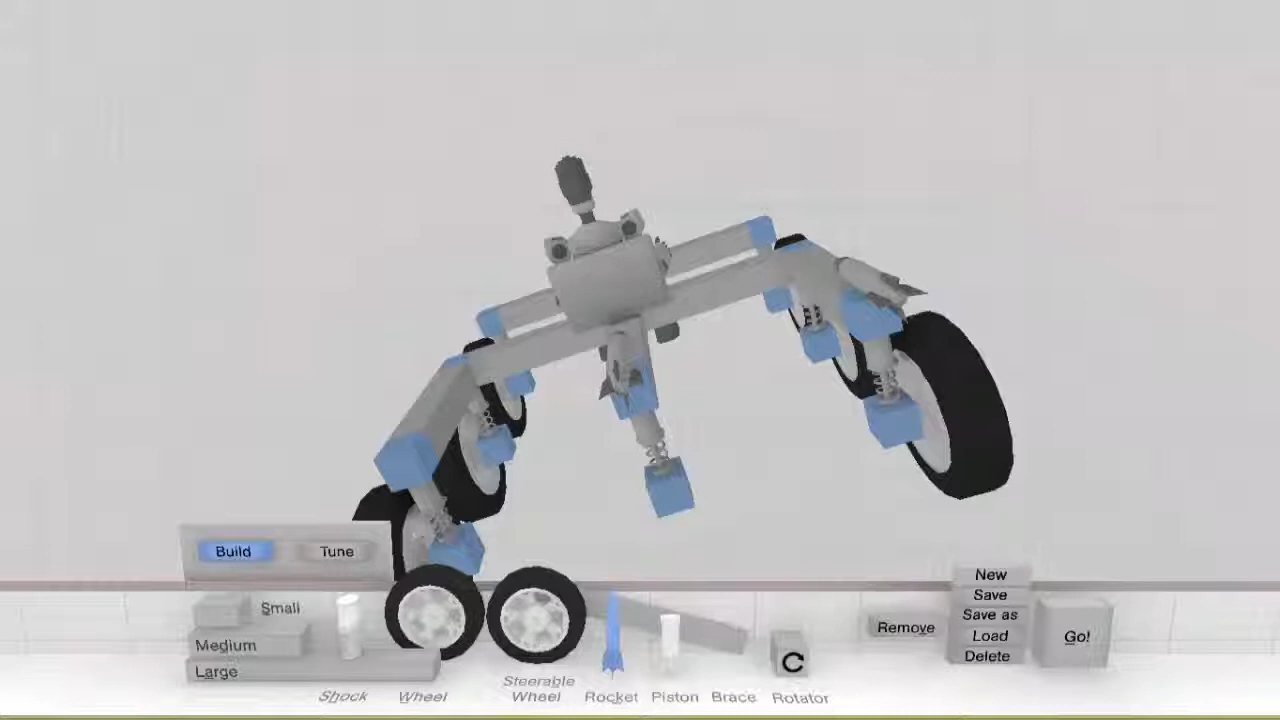 Build
Tune
New
Save
Small
Save as
Remove
Load
Go!
Medium
Delete
Large
Steerable
Shock
Wheel
Wheel
Rocket
Piston
Brace
Rotator